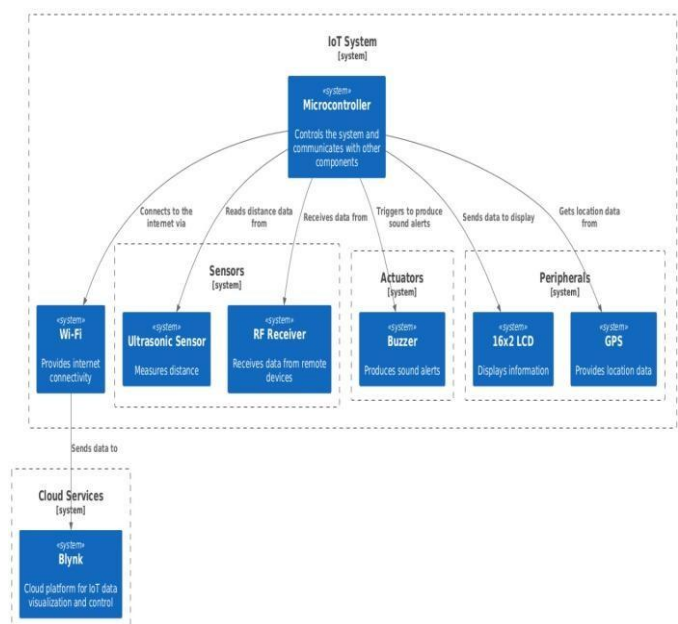 IoT System
[system]
«system»
Microcontroller
Controls the system and
communicates with other
components
Connects to the
internet via
Reads distance data
from
Receives data from
Triggers to produce
sound alerts
Sends data to display
Gets location data
from
Sensors
[system]
Actuators
[system]
Peripherals
[system]
«system»
Wi-Fi
Provides internet
connectivity
«system»
Ultrasonic Sensor
Measures distance
«system»
RF Receiver
Receives data from remote
devices
«system»
Buzzer
Produces sound alerts
«system»
16x2 LCD
Displays information
«system»
GPS
Provides location data
Sends data to
Cloud Services
[system]
«system»
Blynk
Cloud platform for IoT data
visualization and control